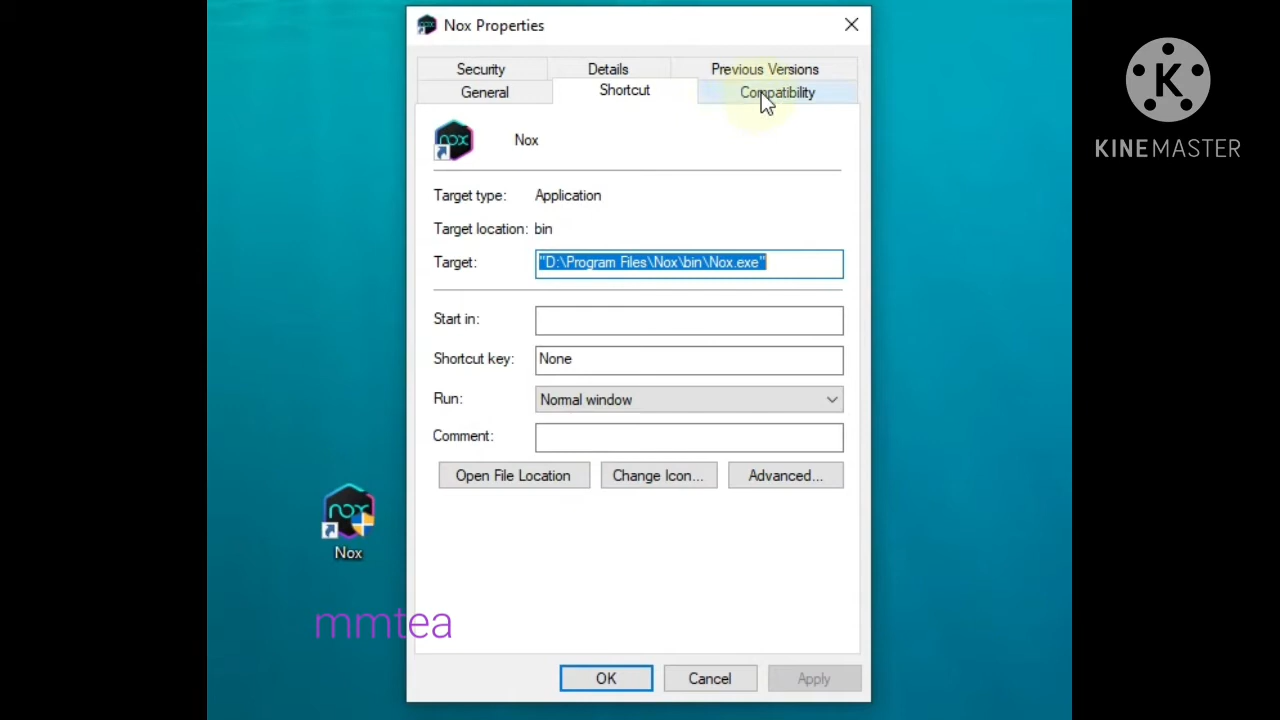 Nox Properties
Security Details Previous Versions
General Shortcut Compatibility
nox Nox
Target type: Application
Target location: bin
Target: "D:\Program Files\Nox\bin\Nox.exe"
Start in:
Shortcut key: None
Run: Normal window
Comment:
Open File Location Change Icon... Advanced...
OK Cancel Apply
nox
Nox
mmtea
K
KINEMASTER